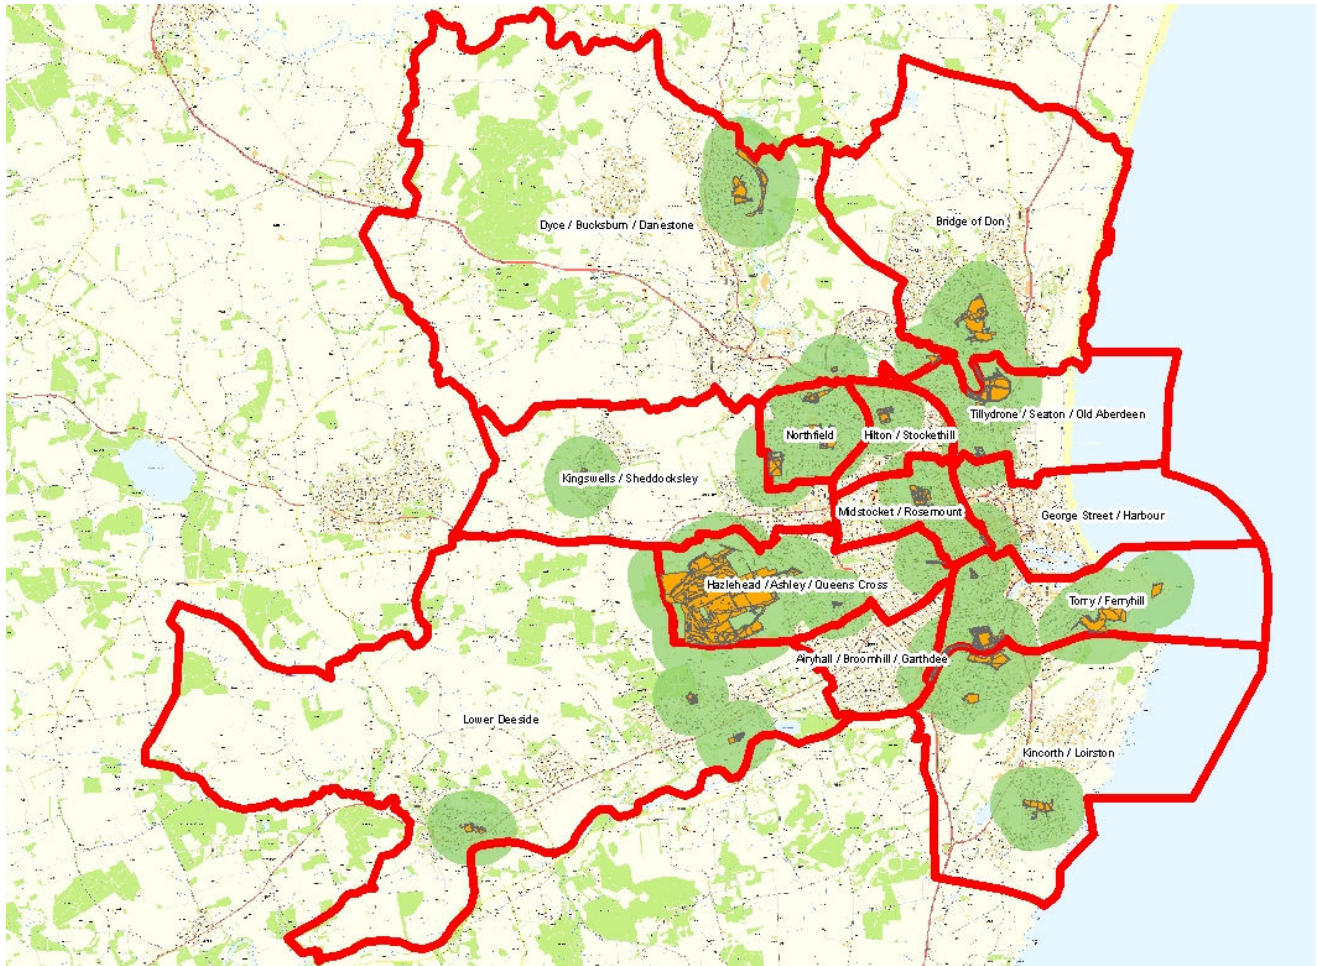 Bridge of Don
Dyce / Bucksburn / Danestone
Tillydrone / Seaton / Old Aberdeen
Northfield
Hilton / Stockethill
Kingswells / Sheddocksley
Midstocket / Rosemount
George Street / Harbour
Hazlehead / Ashley / Queens Cross
Torry / Ferryhill
Airyhall / Broomhill / Garthdee
Lower Deeside
Kincorth / Loirston